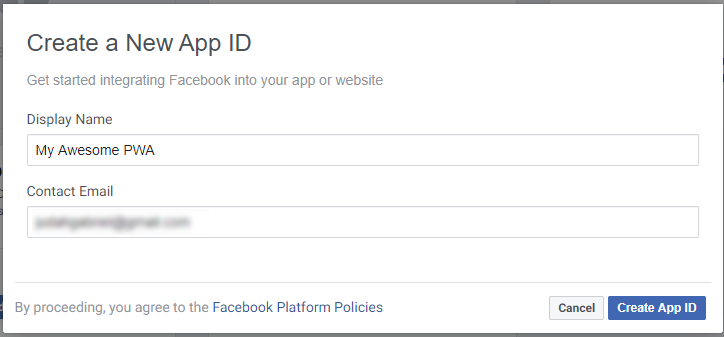 Create a New App ID
Get started integrating Facebook into your app or website
Display Name
My Awesome PWA
Contact Email
By proceeding, you agree to the Facebook Platform Policies
Cancel
Create App ID